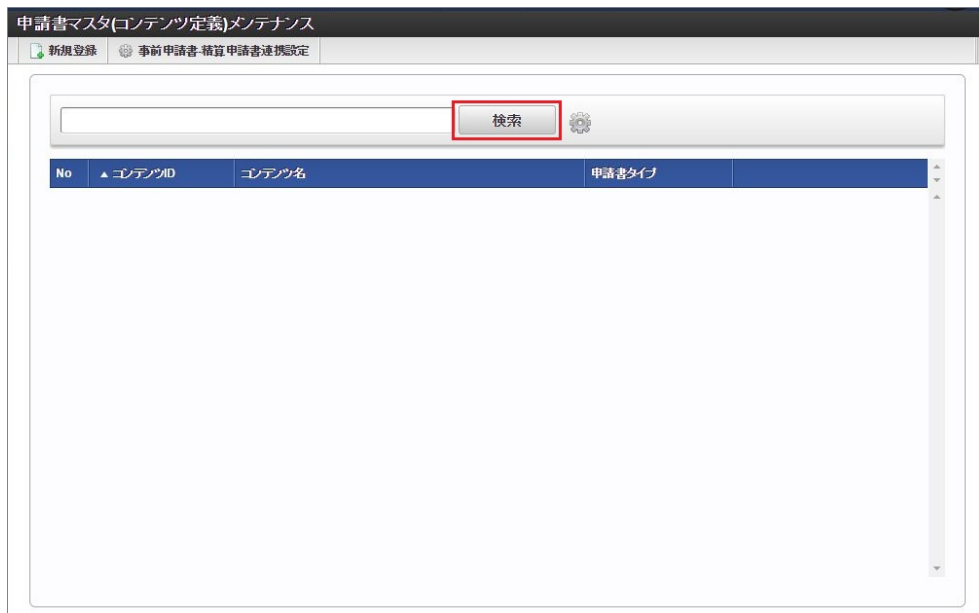 申請書マスタ(コンテンツ定義)メンテナンス
新規登録 事前申請書-精算申請書連携設定
検索
No ▲ コンテンツID コンテンツ名 申請書タイプ